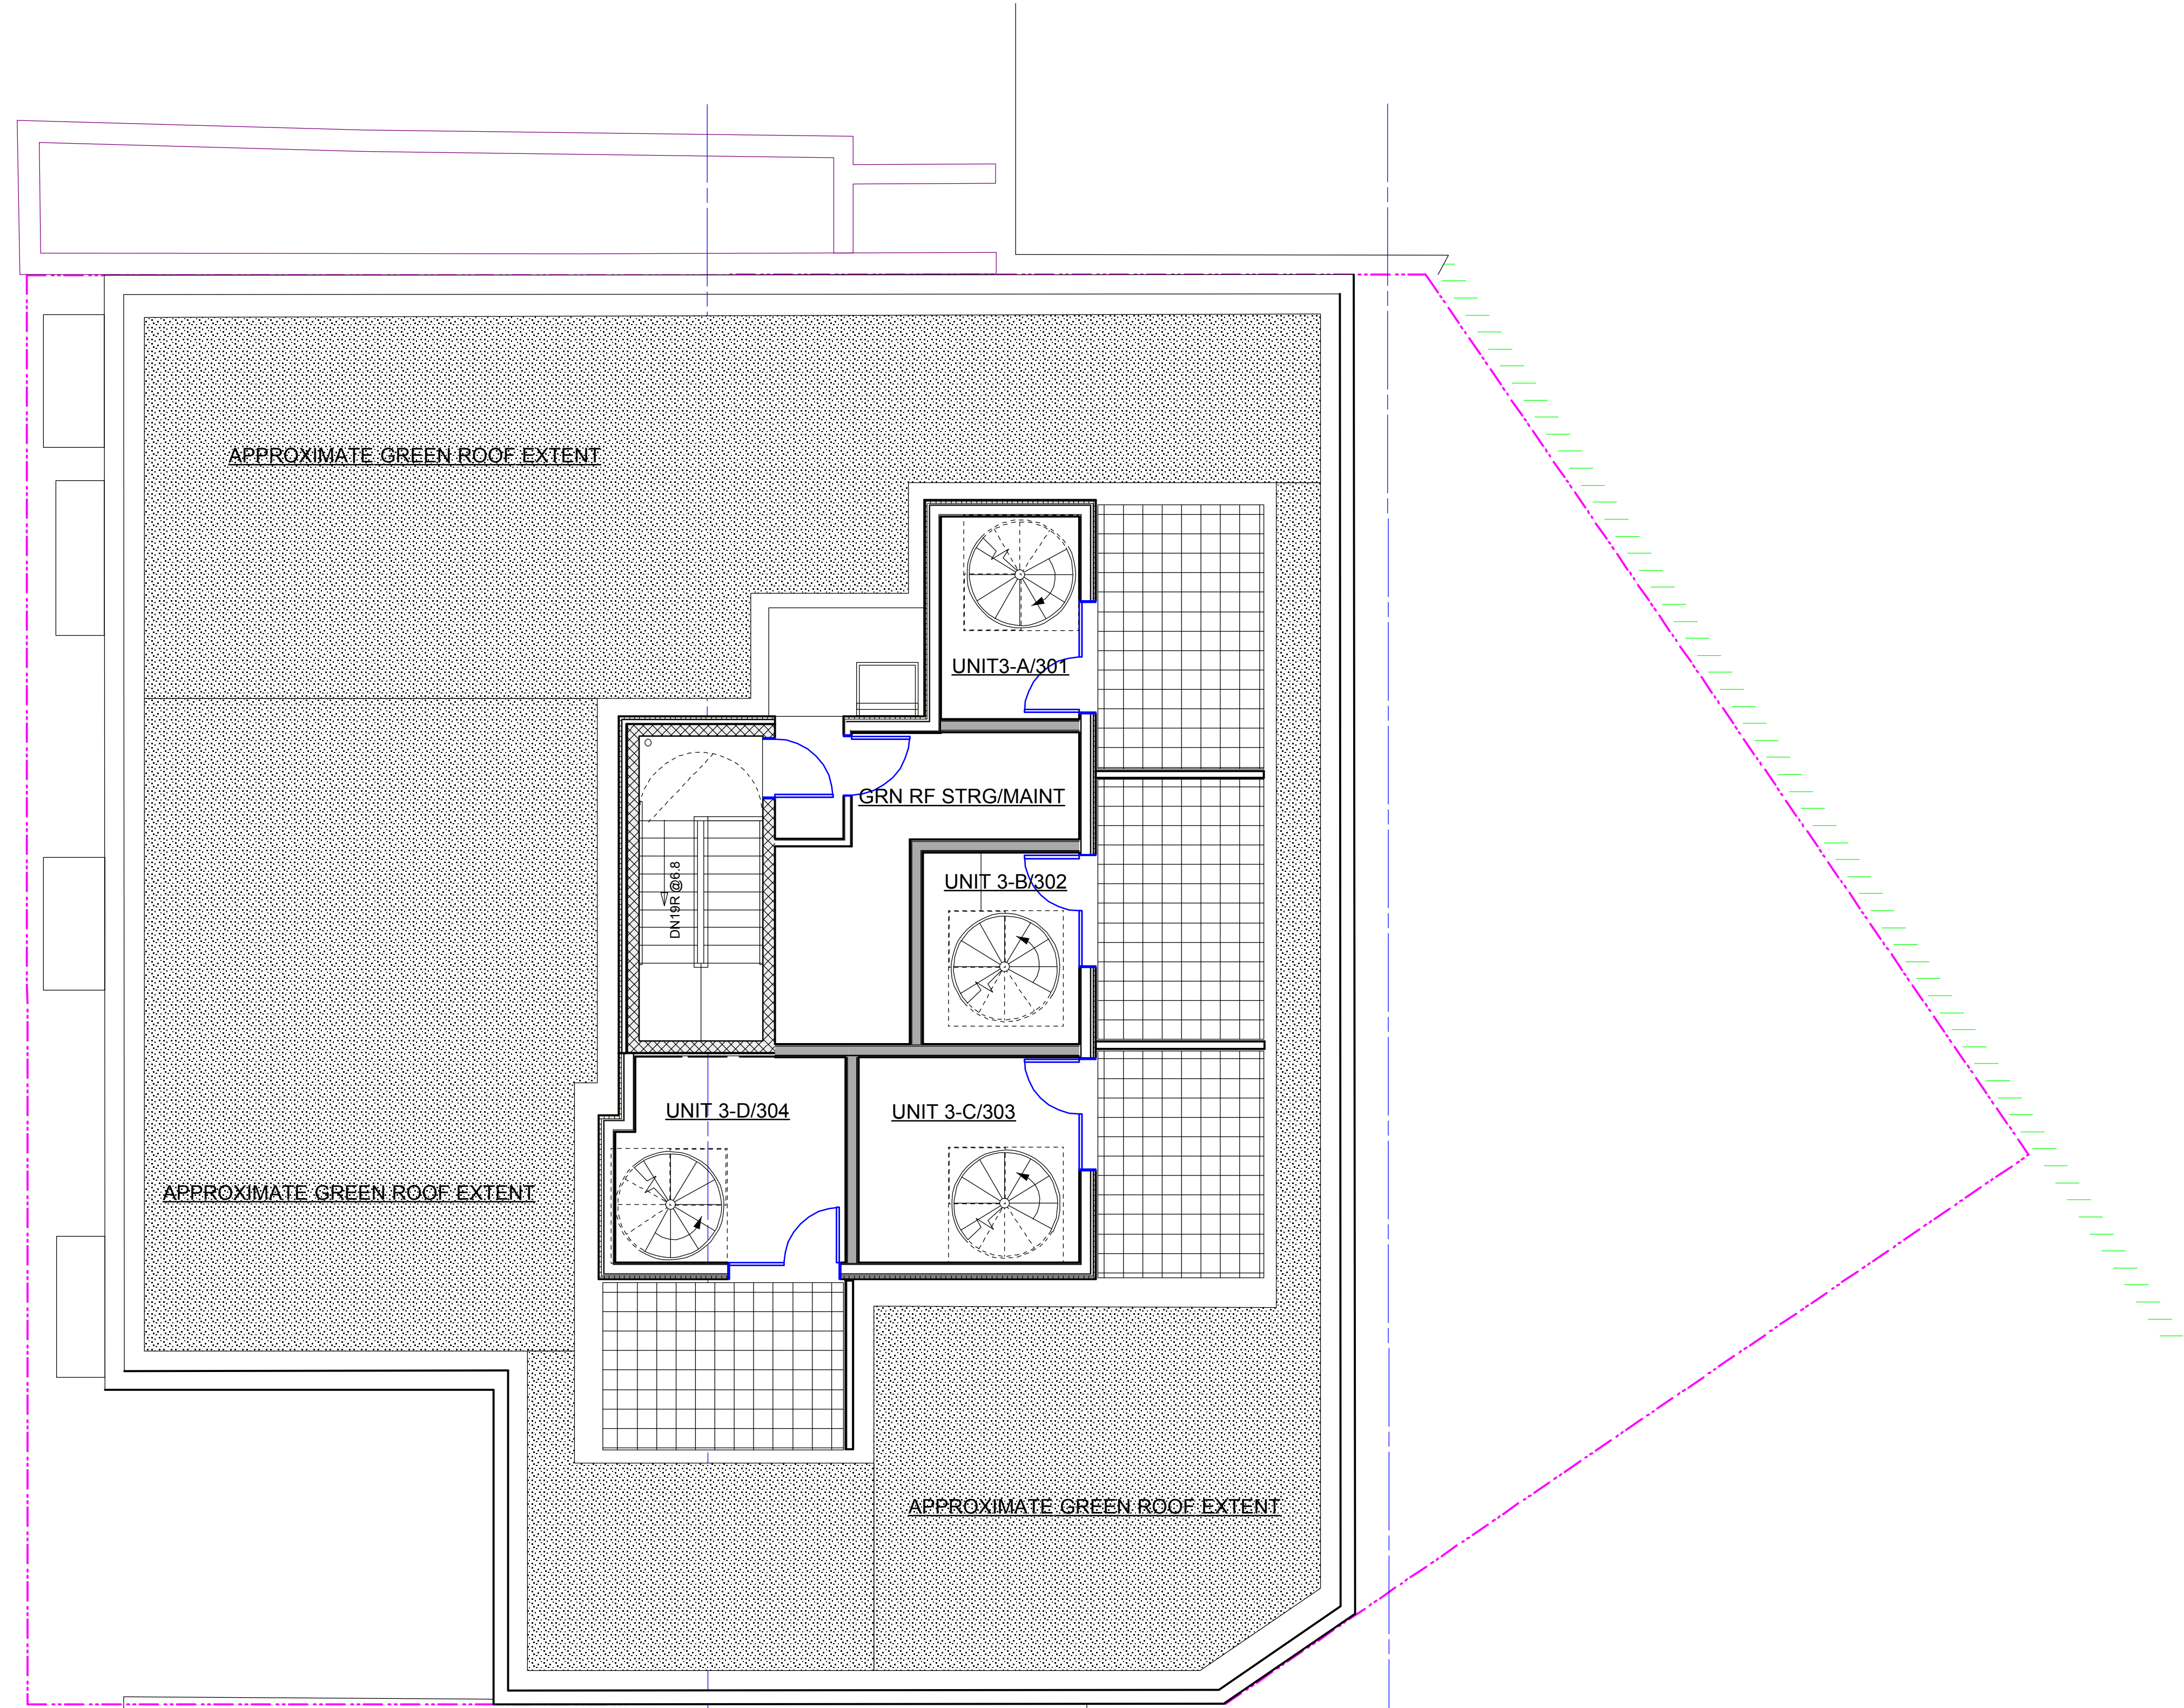 APPROXIMATE GREEN ROOF EXTENT
UNIT3-A/301
GRN RF STRG/MAINT
UNIT 3-B/302
DN19R @6.8
UNIT 3-D/304
UNIT 3-C/303
APPROXIMATE GREEN ROOF EXTENT
APPROXIMATE GREEN ROOF EXTENT